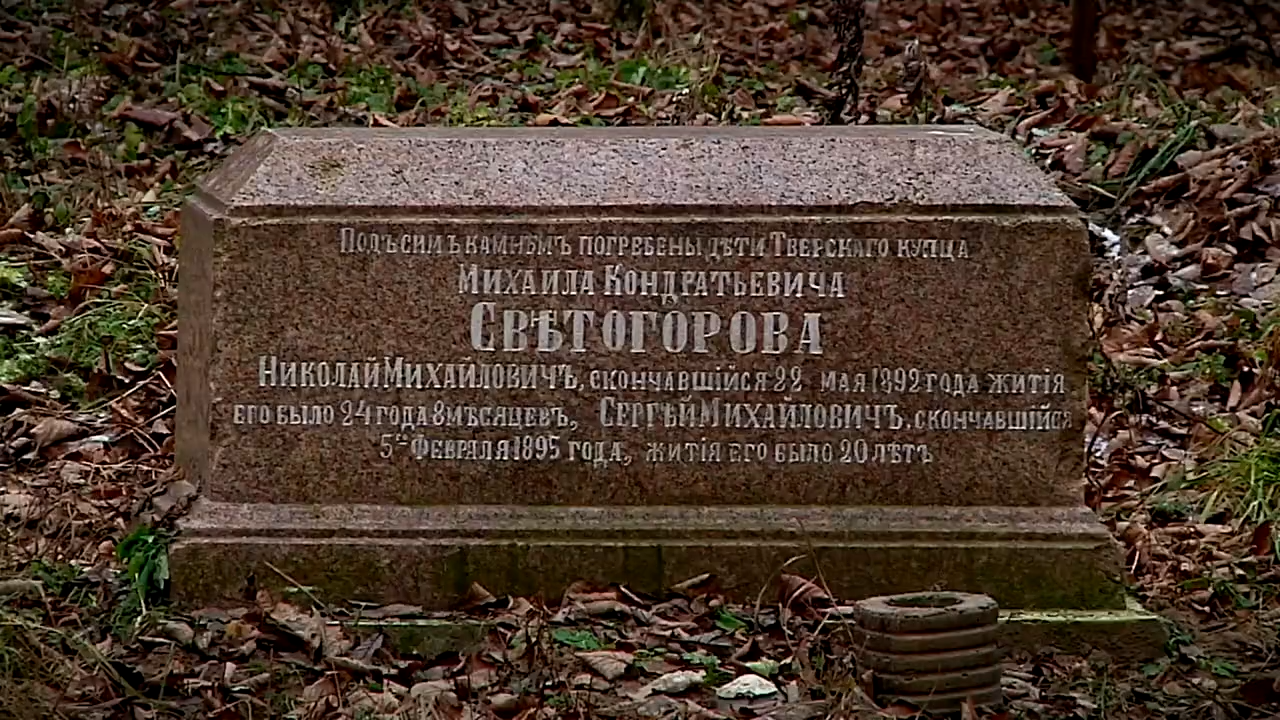 Подъ симъ камнѣмъ погребены дѣти Тверскаго купца
Михаила Кондратьевича
Свѣтогорова
Николай Михайловичъ, скончавшійся 22 мая 1892 года житія
его было 24 года 8 мѣсяцевъ, Сергѣй Михайловичъ, скончавшійся
5го Февраля 1895 года, житія его было 20 лѣтъ